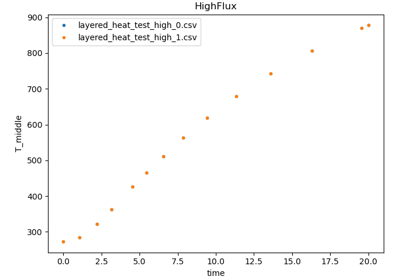 HighFlux
layered_heat_test_high_0.csv
layered_heat_test_high_1.csv
T_middle
900
800
700
600
500
400
300
0.0 2.5 5.0 7.5 10.0 12.5 15.0 17.5 20.0
time